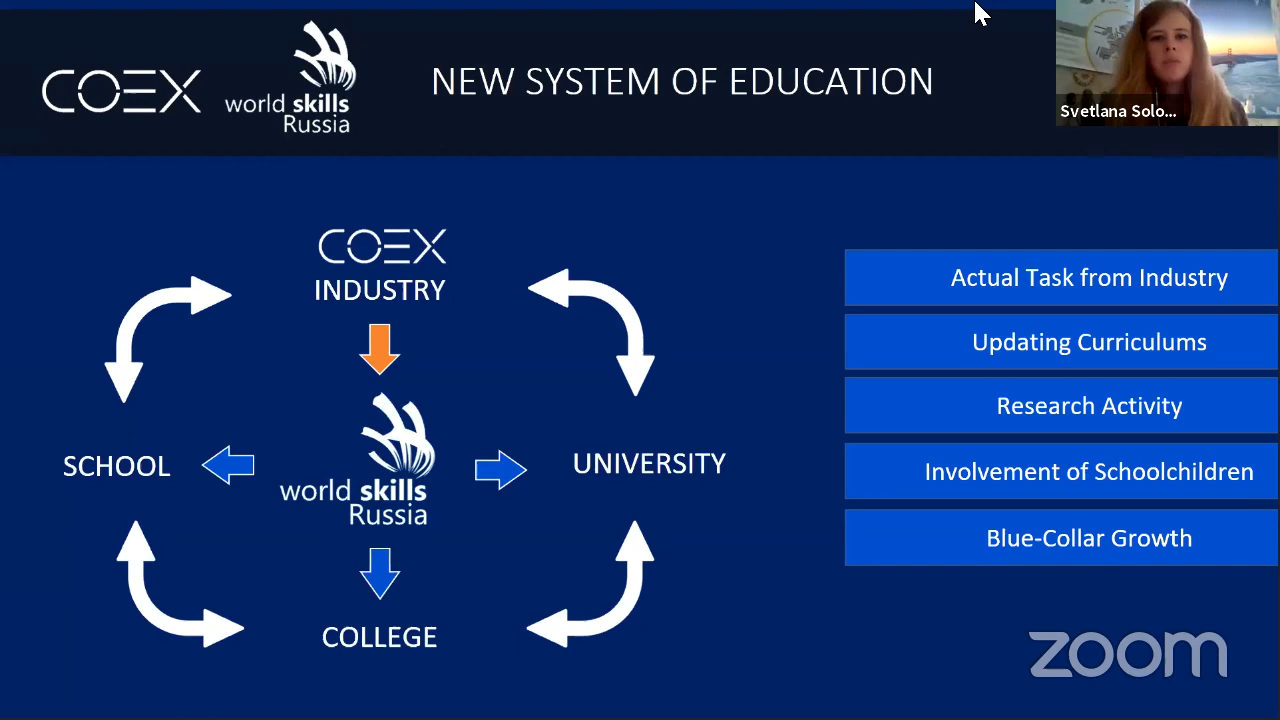 COEX
world skills
Russia
NEW SYSTEM OF EDUCATION
Svetlana Solo...
COEX
INDUSTRY
SCHOOL
world skills
Russia
UNIVERSITY
COLLEGE
Actual Task from Industry
Updating Curriculums
Research Activity
Involvement of Schoolchildren
Blue-Collar Growth
zoom